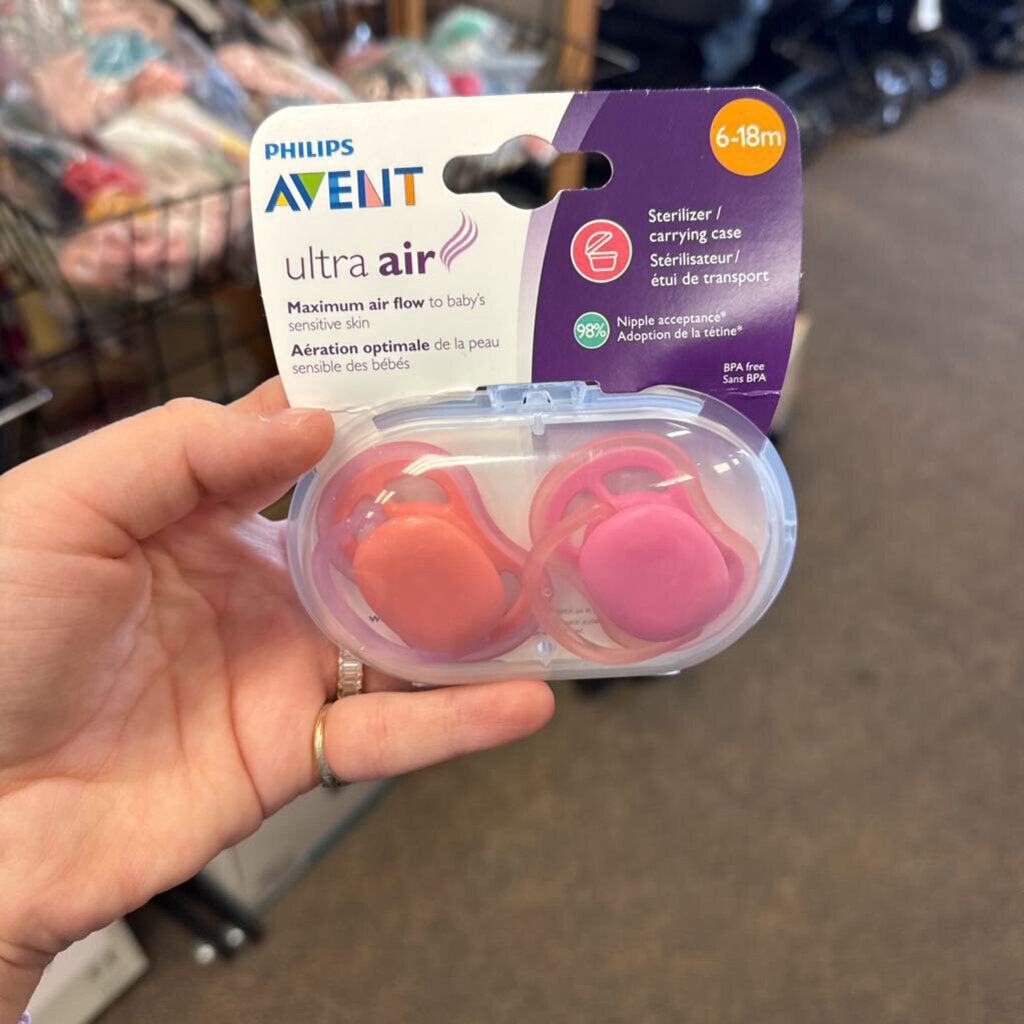 PHILIPS
AVENT
ultra air
Maximum air flow to baby's
sensitive skin
Aération optimale de la peau
sensible des bébés
6-18m
Sterilizer /
carrying case
Stérilisateur /
étui de transport
98%
Nipple acceptance*
Adoption de la tétine*
BPA free
Sans BPA